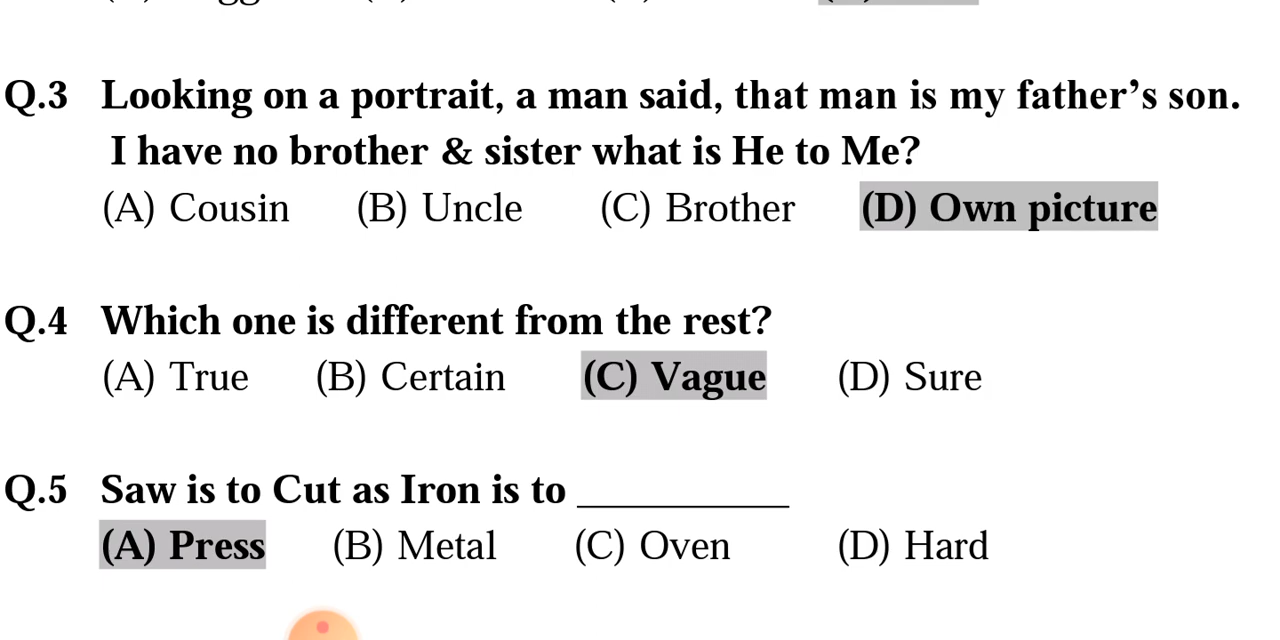 Q.3 Looking on a portrait, a man said, that man is my father’s son.
I have no brother & sister what is He to Me?
(A) Cousin (B) Uncle (C) Brother (D) Own picture
Q.4 Which one is different from the rest?
(A) True (B) Certain (C) Vague (D) Sure
Q.5 Saw is to Cut as Iron is to __________
(A) Press (B) Metal (C) Oven (D) Hard